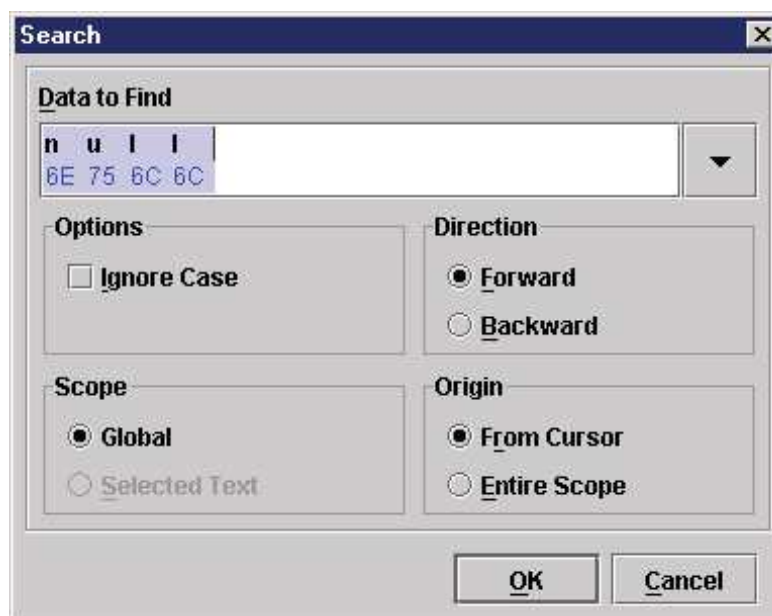 Search
Data to Find
n u l l
6E 75 6C 6C
Options
Ignore Case
Direction
Forward
Backward
Scope
Global
Selected Text
Origin
From Cursor
Entire Scope
OK Cancel